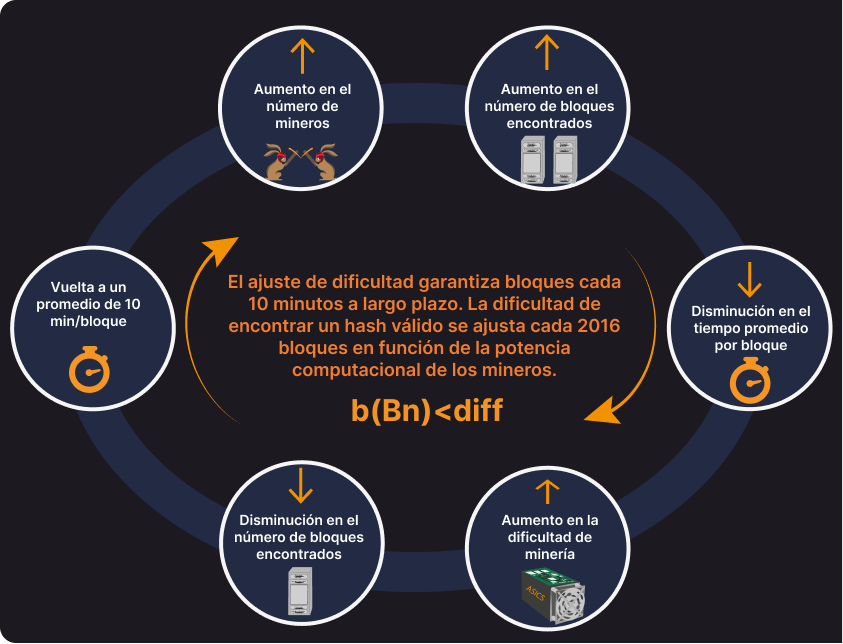 Aumento en el
número de
mineros
Aumento en el
número de bloques
encontrados
Vuelta a un
promedio de 10
min/bloque
El ajuste de dificultad garantiza bloques cada
10 minutos a largo plazo. La dificultad de
encontrar un hash válido se ajusta cada 2016
bloques en función de la potencia
computacional de los mineros.
b(Bn)<diff
Disminución en el
tiempo promedio
por bloque
Disminución en el
número de bloques
encontrados
Aumento en la
dificultad de
minería
ASICS